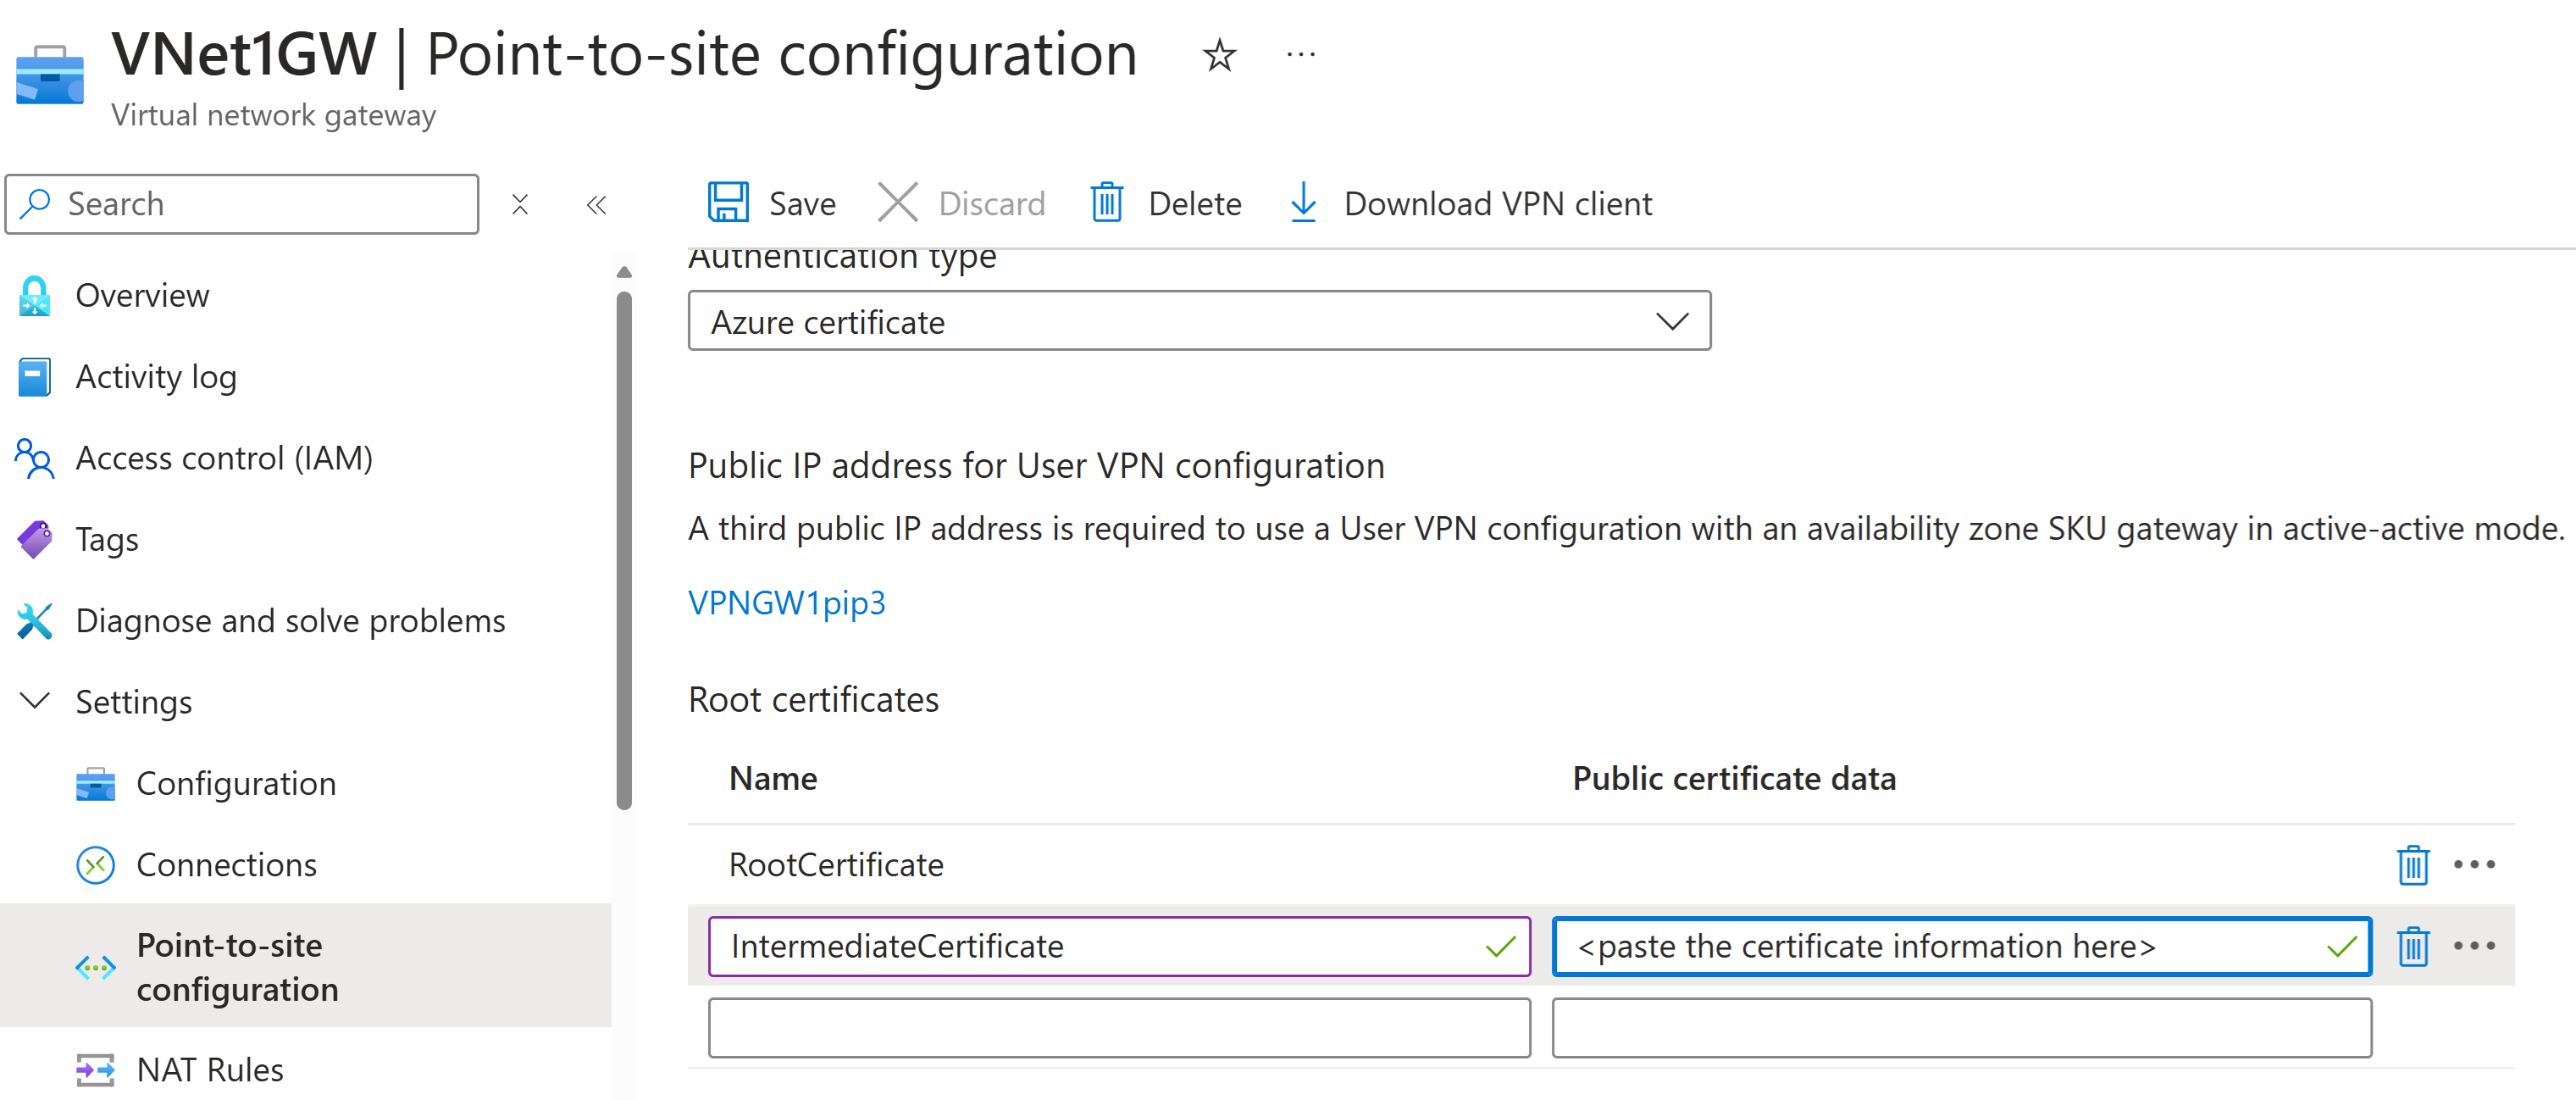 VNet1GW | Point-to-site configuration
Virtual network gateway
Search
Save
Discard
Delete
Download VPN client
Overview
Activity log
Access control (IAM)
Tags
Diagnose and solve problems
Settings
Configuration
Connections
Point-to-site
configuration
NAT Rules
Authentication type
Azure certificate
Public IP address for User VPN configuration
A third public IP address is required to use a User VPN configuration with an availability zone SKU gateway in active-active mode.
VPNGW1pip3
Root certificates
Name Public certificate data
RootCertificate
IntermediateCertificate <paste the certificate information here>